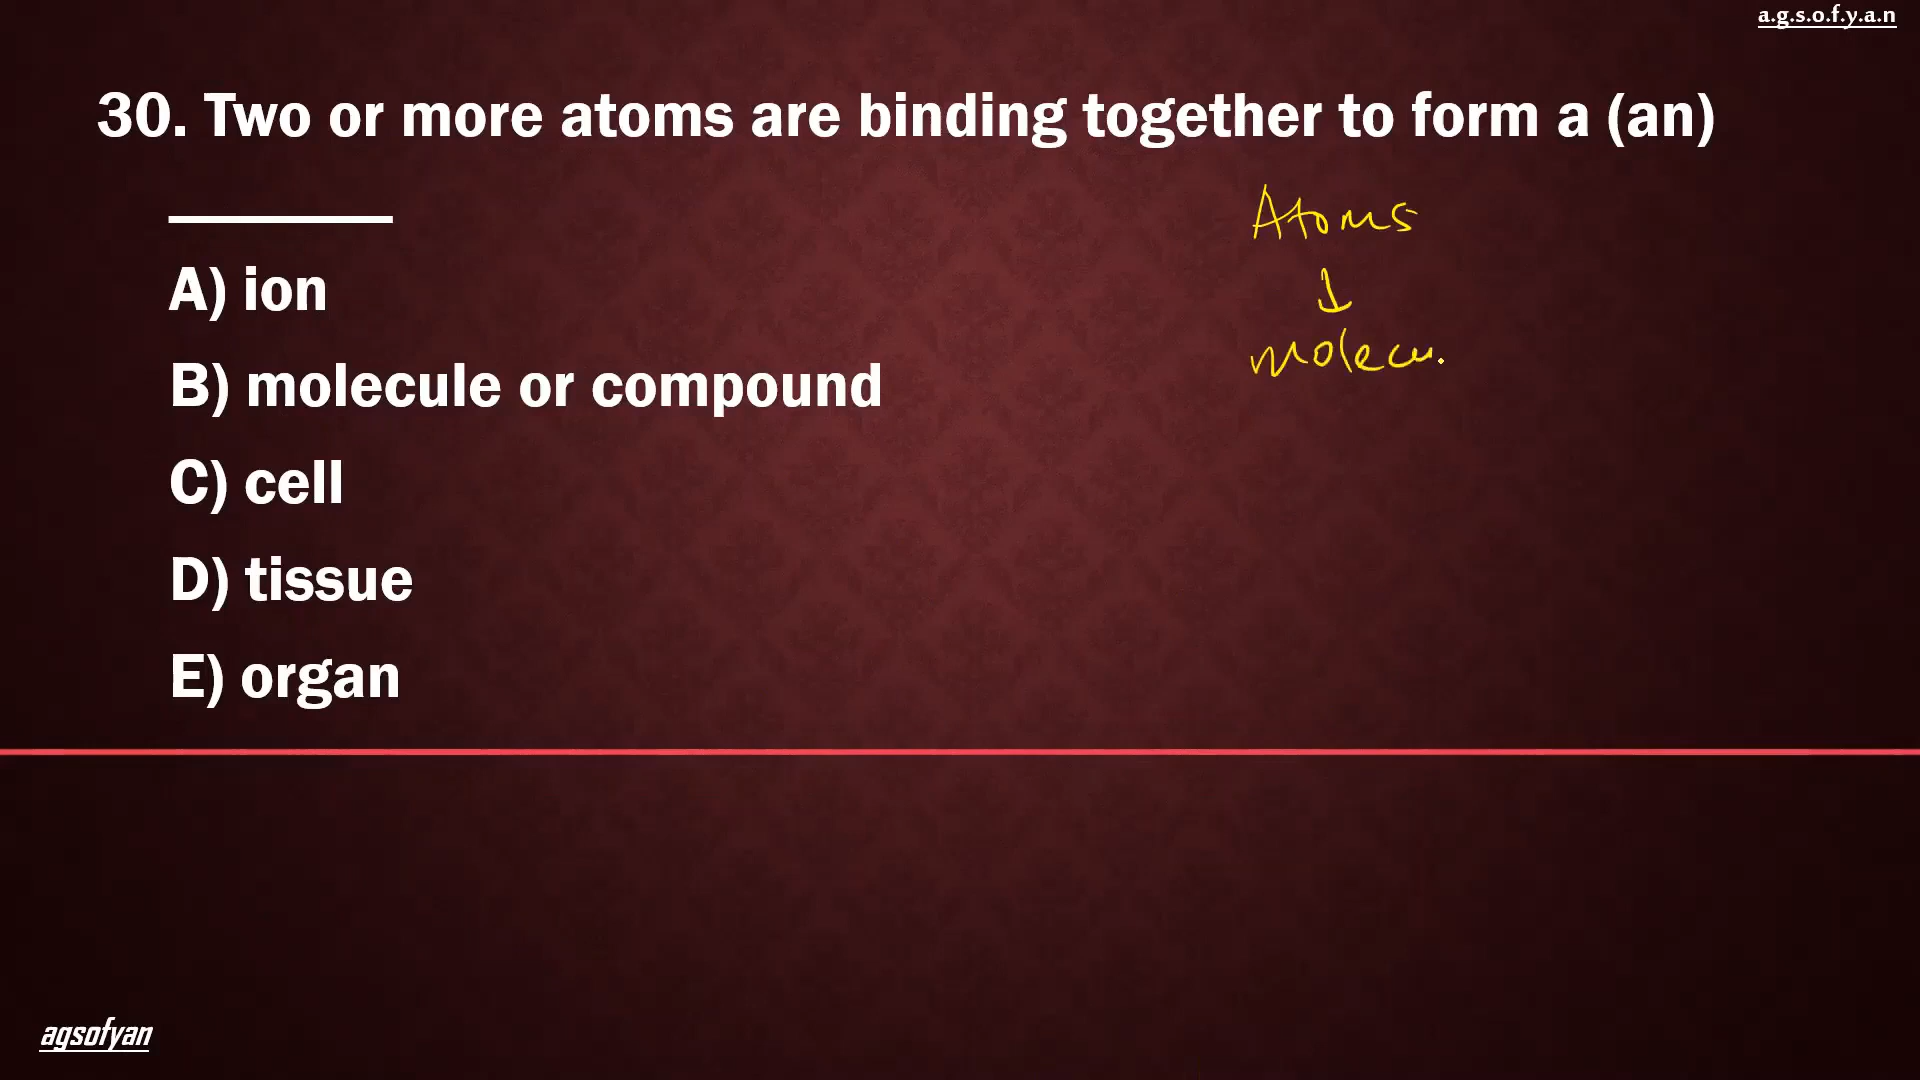 a.g.s.o.f.y.a.n
30. Two or more atoms are binding together to form a (an)
________
A) ion
B) molecule or compound
C) cell
D) tissue
E) organ
Atoms
↓
molecu.
agsofyan